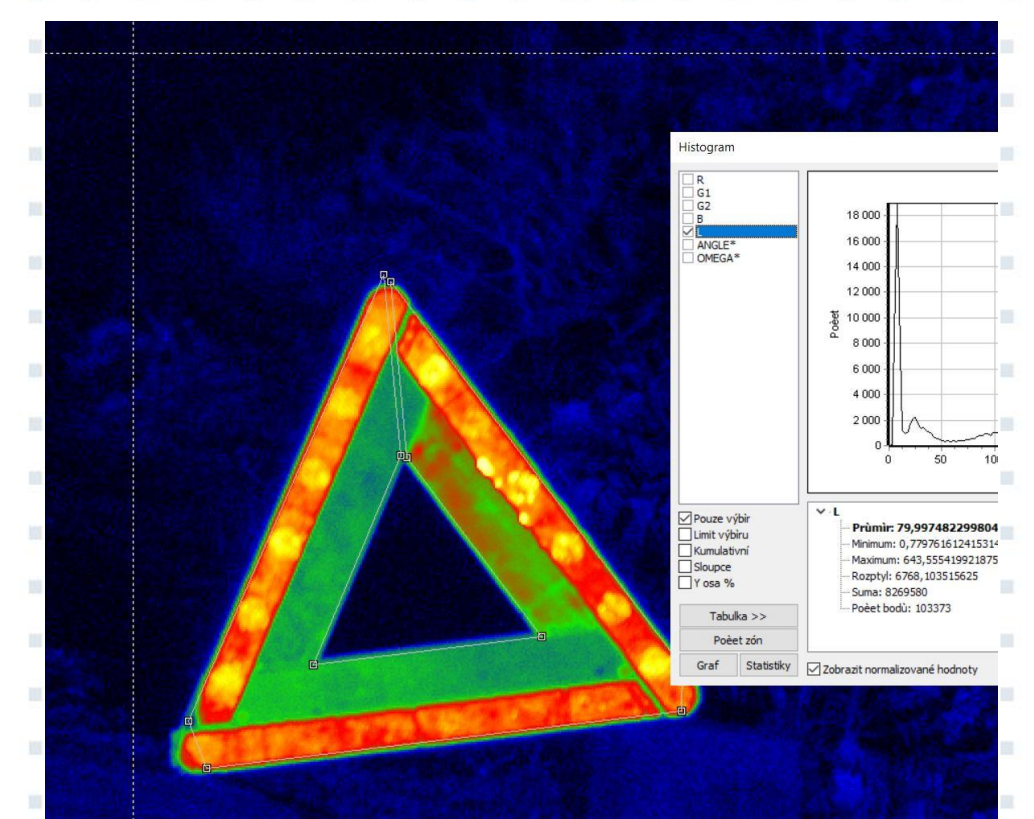 Histogram
R
G1
G2
B
L
ANGLE*
OMEGA*
Pouze výbìr
Limit výbìru
Kumulativní
Sloupce
Y osa %
Tabulka >>
Poèet zón
Graf
Statistiky
Poèet
18 000
16 000
14 000
12 000
10 000
8 000
6 000
4 000
2 000
0
0
50
10
L
Prùmìr: 79,997482299804
Minimum: 0,779761612415314
Maximum: 643,555419921875
Rozptyl: 6768,103515625
Suma: 8269580
Poèet bodù: 103373
Zobrazit normalizované hodnoty